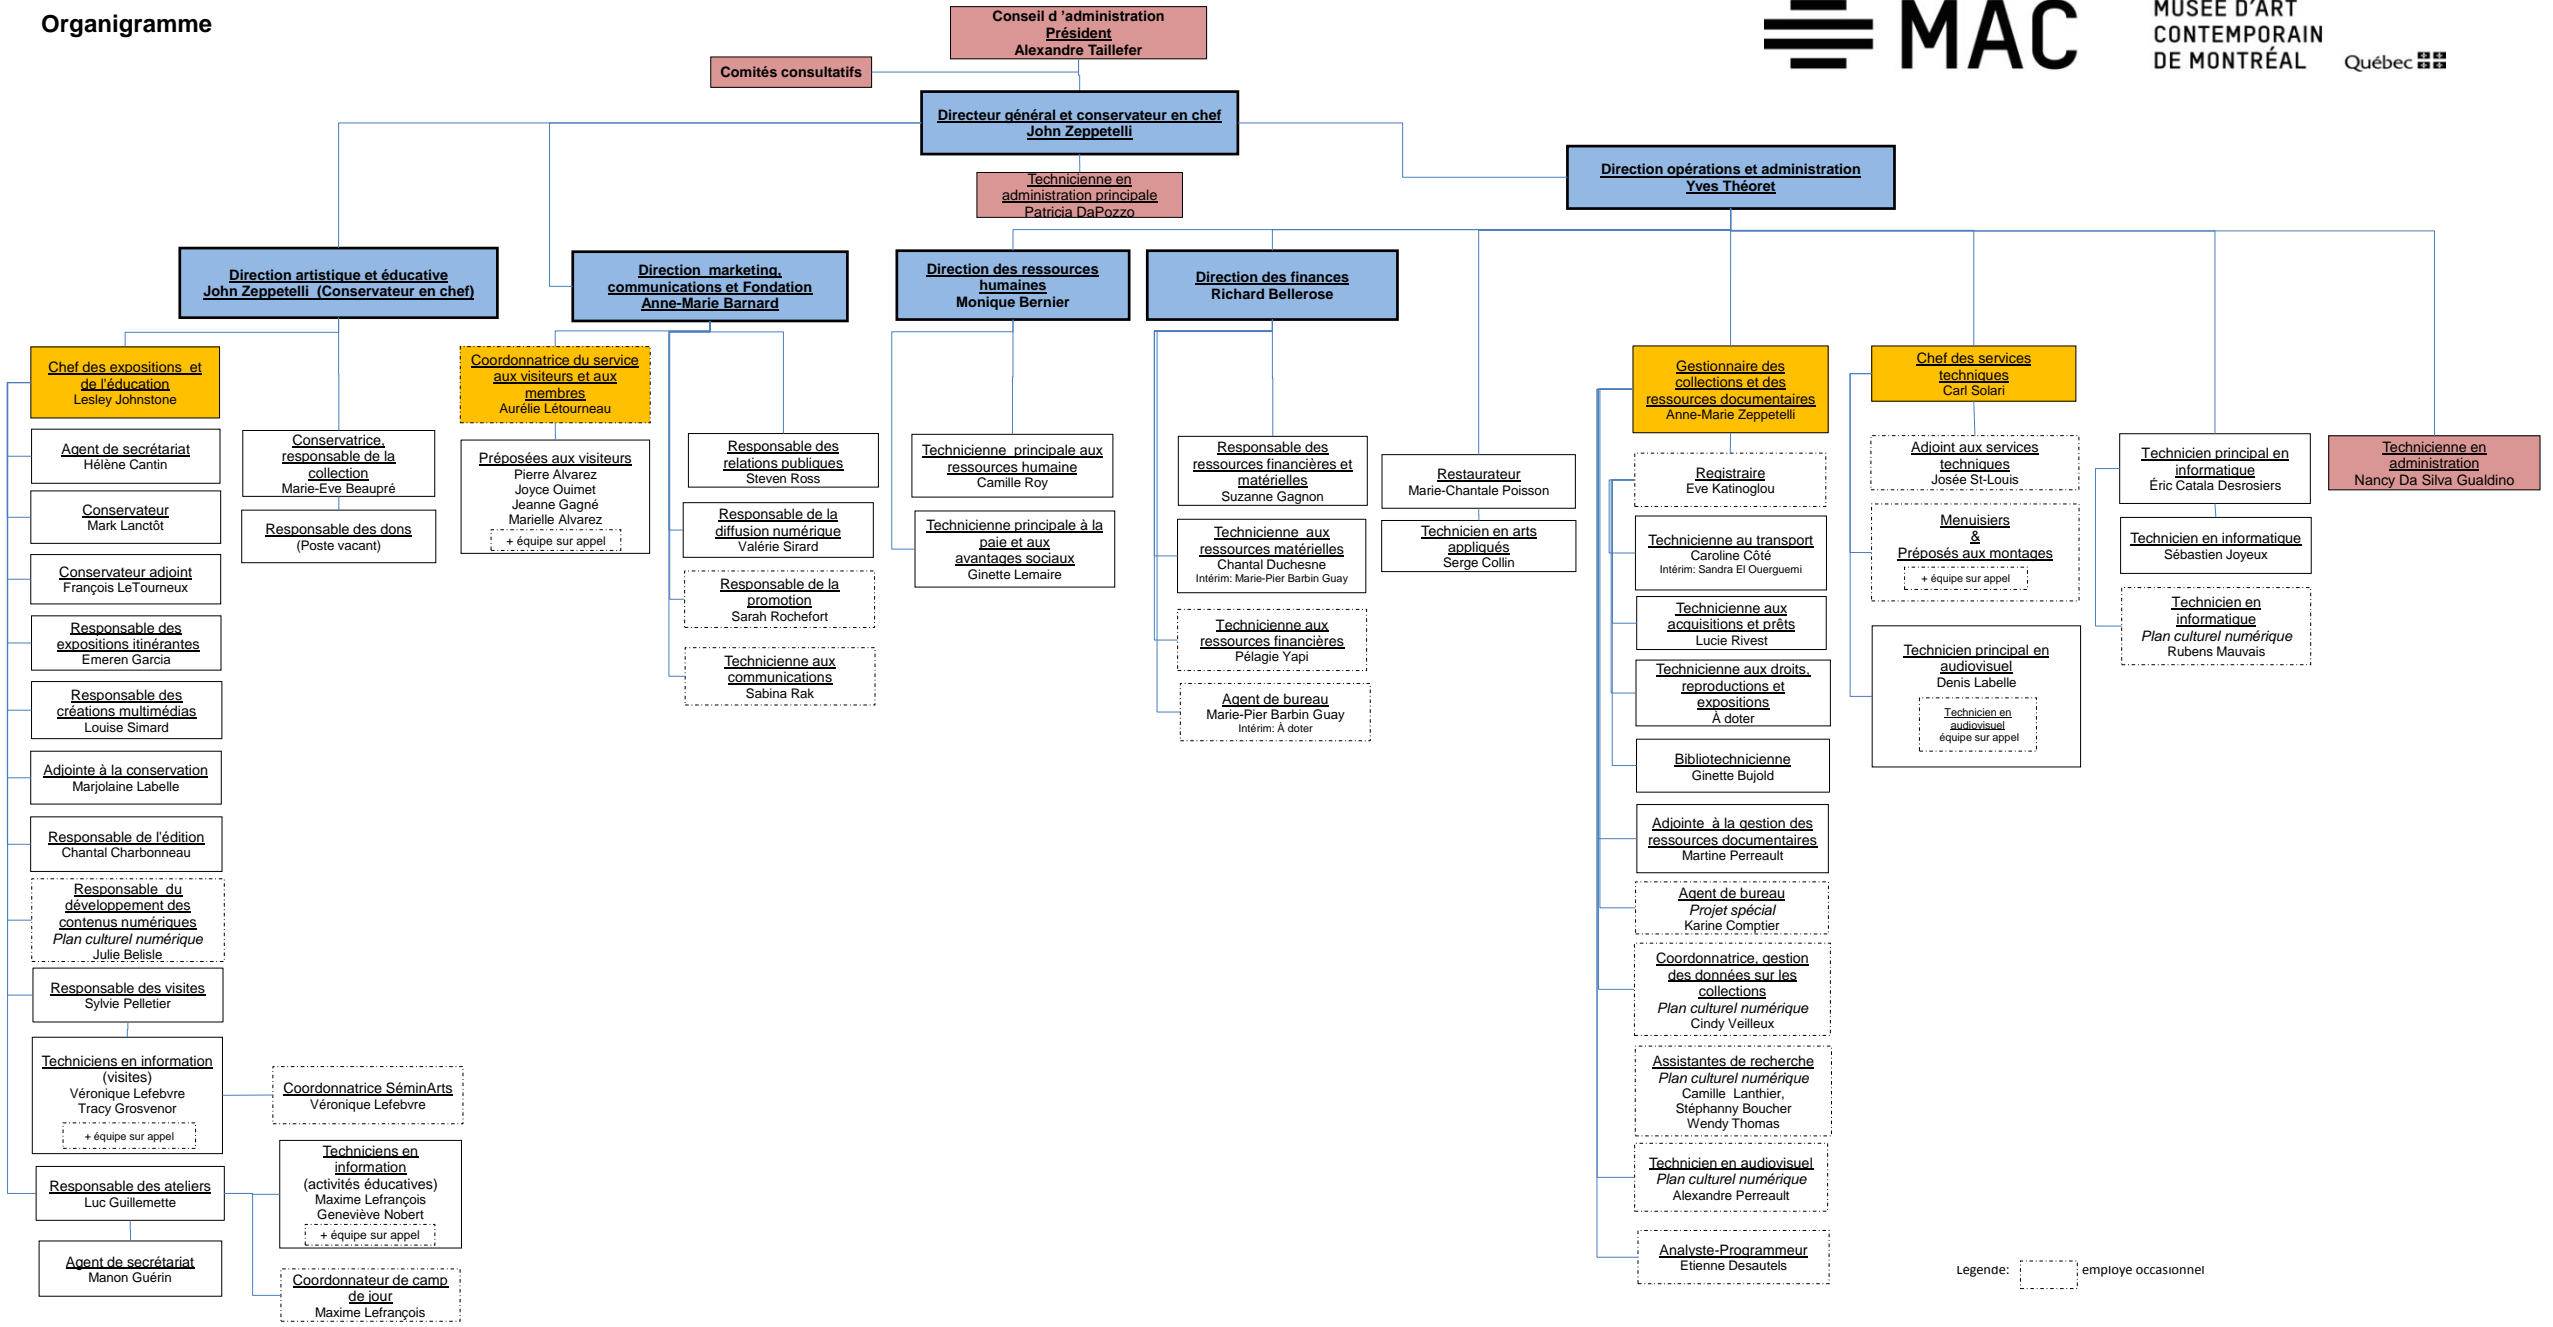 Organigramme
Conseil d 'administration
Président
Alexandre Taillefer
MAC
MUSÉE D'ART
CONTEMPORAIN
DE MONTRÉAL
Québec
Comités consultatifs
Directeur général et conservateur en chef
John Zeppetelli
Technicienne en
administration principale
Patricia DaPozzo
Direction opérations et administration
Yves Théoret
Direction artistique et éducative
John Zeppetelli (Conservateur en chef)
Direction marketing,
communications et Fondation
Anne-Marie Barnard
Direction des ressources
humaines
Monique Bernier
Direction des finances
Richard Bellerose
Chef des expositions et
de l'éducation
Lesley Johnstone
Agent de secrétariat
Hélène Cantin
Conservateur
Mark Lanctôt
Conservateur adjoint
François LeTourneux
Responsable des
expositions itinérantes
Emeren Garcia
Responsable des
créations multimédias
Louise Simard
Adjointe à la conservation
Marjolaine Labelle
Responsable de l'édition
Chantal Charbonneau
Responsable du
développement des
contenus numériques
Plan culturel numérique
Julie Belisle
Responsable des visites
Sylvie Pelletier
Techniciens en information
(visites)
Véronique Lefebvre
Tracy Grosvenor
+ équipe sur appel
Coordonnatrice SéminArts
Véronique Lefebvre
Responsable des ateliers
Luc Guillemette
Techniciens en
information
(activités éducatives)
Maxime Lefrançois
Geneviève Nobert
+ équipe sur appel
Agent de secrétariat
Manon Guérin
Coordonnateur de camp
de jour
Maxime Lefrançois
Conservatrice,
responsable de la
collection
Marie-Eve Beaupré
Responsable des dons
(Poste vacant)
Coordonnatrice du service
aux visiteurs et aux
membres
Aurélie Létourneau
Préposées aux visiteurs
Pierre Alvarez
Joyce Ouimet
Jeanne Gagné
Marielle Alvarez
+ équipe sur appel
Responsable des
relations publiques
Steven Ross
Responsable de la
diffusion numérique
Valérie Sirard
Responsable de la
promotion
Sarah Rochefort
Technicienne aux
communications
Sabina Rak
Technicienne principale aux
ressources humaine
Camille Roy
Technicienne principale à la
paie et aux
avantages sociaux
Ginette Lemaire
Responsable des
ressources financières et
matérielles
Suzanne Gagnon
Technicienne aux
ressources matérielles
Chantal Duchesne
Intérim: Marie-Pier Barbin Guay
Technicienne aux
ressources financières
Pélagie Yapi
Agent de bureau
Marie-Pier Barbin Guay
Intérim: À doter
Restaurateur
Marie-Chantale Poisson
Technicien en arts
appliqués
Serge Collin
Gestionnaire des
collections et des
ressources documentaires
Anne-Marie Zeppetelli
Registraire
Eve Katinoglou
Technicienne au transport
Caroline Côté
Intérim: Sandra El Ouerguemi
Technicienne aux
acquisitions et prêts
Lucie Rivest
Technicienne aux droits,
reproductions et
expositions
À doter
Bibliotechnicienne
Ginette Bujold
Adjointe à la gestion des
ressources documentaires
Martine Perreault
Agent de bureau
Projet spécial
Karine Comptier
Coordonnatrice, gestion
des données sur les
collections
Plan culturel numérique
Cindy Veilleux
Assistantes de recherche
Plan culturel numérique
Camille Lanthier,
Stéphanny Boucher
Wendy Thomas
Technicien en audiovisuel
Plan culturel numérique
Alexandre Perreault
Analyste-Programmeur
Etienne Desautels
Chef des services
techniques
Carl Solari
Adjoint aux services
techniques
Josée St-Louis
Menuisiers
&
Préposés aux montages
+ équipe sur appel
Technicien principal en
audiovisuel
Denis Labelle
Technicien en
audiovisuel
équipe sur appel
Technicien principal en
informatique
Éric Catala Desrosiers
Technicien en informatique
Sébastien Joyeux
Technicien en
informatique
Plan culturel numérique
Rubens Mauvais
Technicienne en
administration
Nancy Da Silva Gualdino
Légende: employé occasionnel